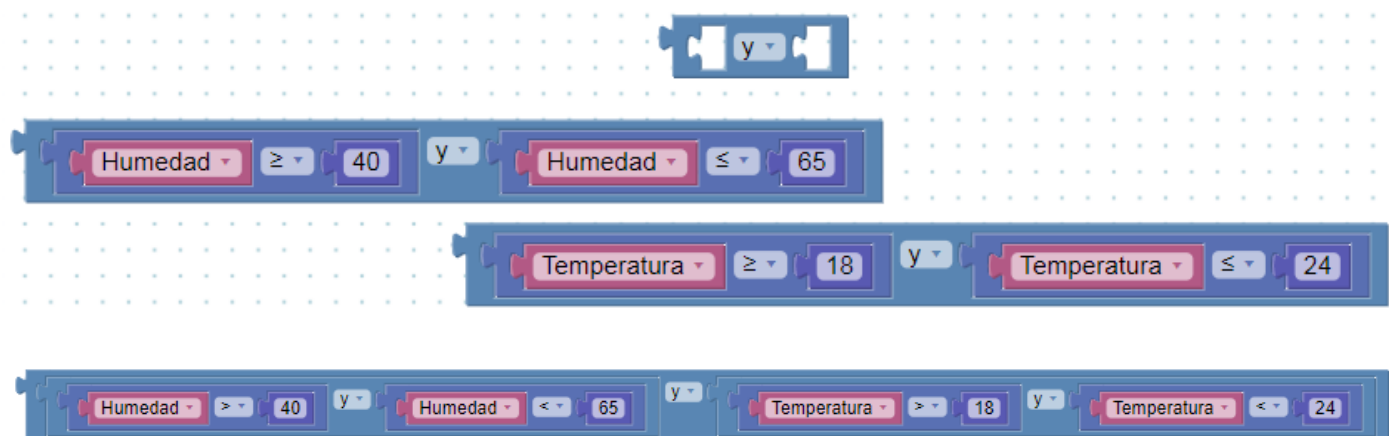 y
Humedad ≥ 40 y Humedad ≤ 65
Temperatura ≥ 18 y Temperatura ≤ 24
Humedad > 40 y Humedad < 65 y Temperatura > 18 y Temperatura < 24